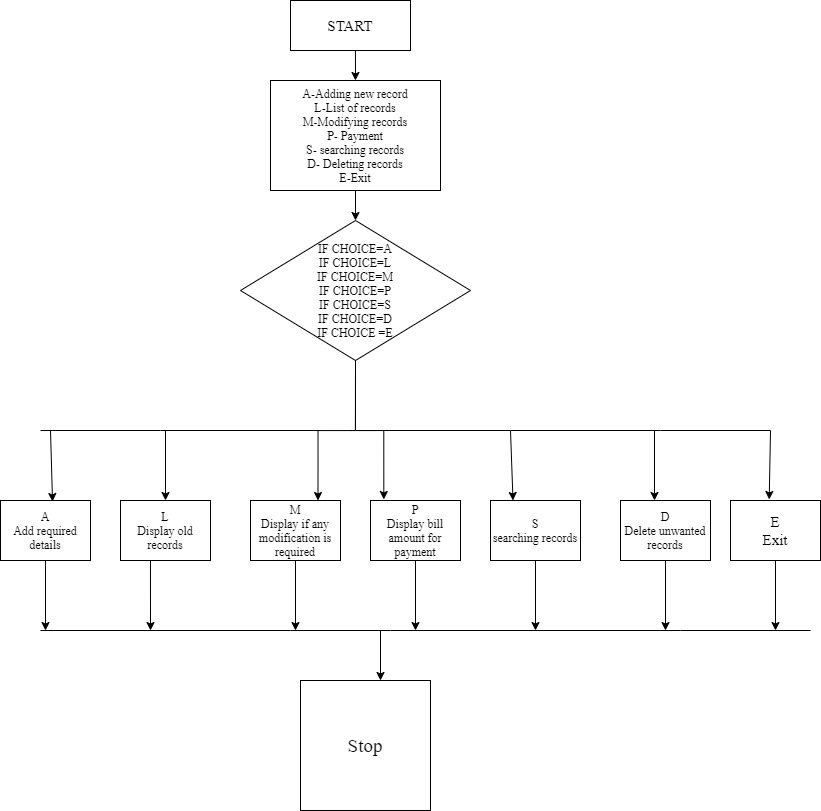 START
A-Adding new record
L-List of records
M-Modifying records
P- Payment
S- searching records
D- Deleting records
E-Exit
IF CHOICE=A
IF CHOICE=L
IF CHOICE=M
IF CHOICE=P
IF CHOICE=S
IF CHOICE=D
IF CHOICE =E
A
Add required
details
L
Display old
records
M
Display if any
modification is
required
P
Display bill
amount for
payment
S
searching records
D
Delete unwanted
records
E
Exit
Stop